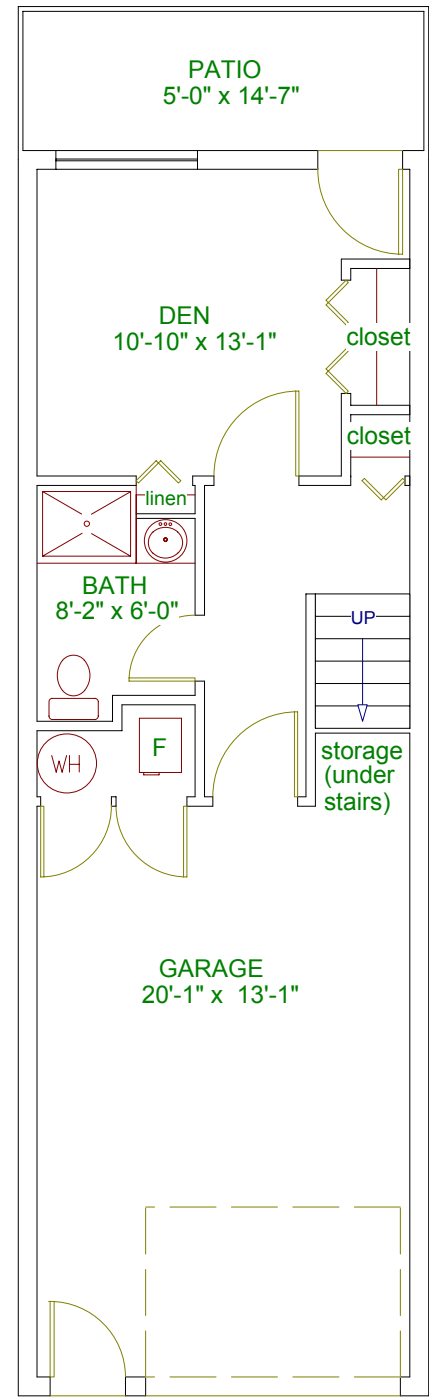 PATIO
5'-0" x 14'-7"
DEN
10'-10" x 13'-1"
closet
closet
linen
BATH
8'-2" x 6'-0"
UP
F
WH
storage
(under
stairs)
GARAGE
20'-1" x 13'-1"